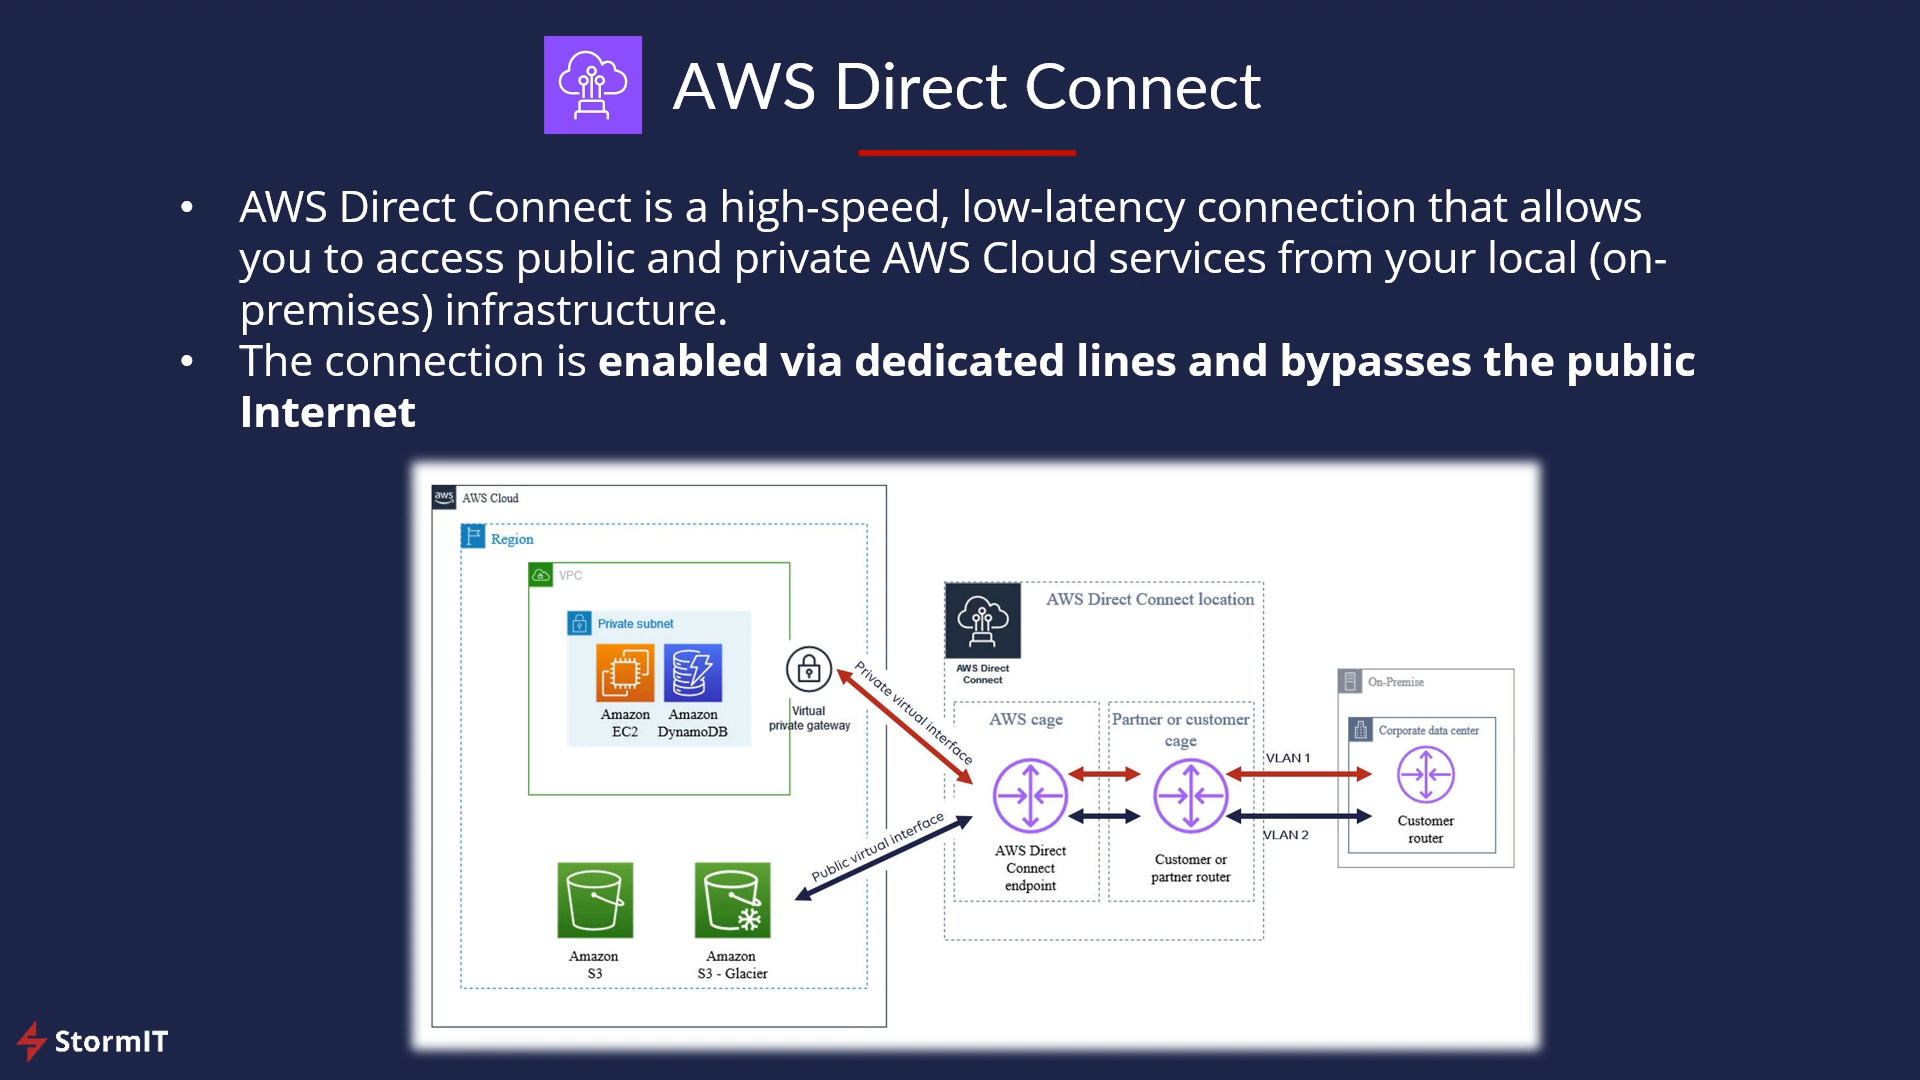 AWS Direct Connect
• AWS Direct Connect is a high-speed, low-latency connection that allows
you to access public and private AWS Cloud services from your local (on-
premises) infrastructure.
• The connection is enabled via dedicated lines and bypasses the public
Internet
aws
AWS Cloud
Region
VPC
Private subnet
Amazon
EC2
Amazon
DynamoDB
Virtual
private gateway
Amazon
S3
Amazon
S3 - Glacier
Private virtual interface
Public virtual interface
AWS Direct Connect location
AWS Direct
Connect
AWS cage
AWS Direct
Connect
endpoint
Partner or customer
cage
Customer or
partner router
VLAN 1
VLAN 2
On-Premise
Corporate data center
Customer
router
StormIT